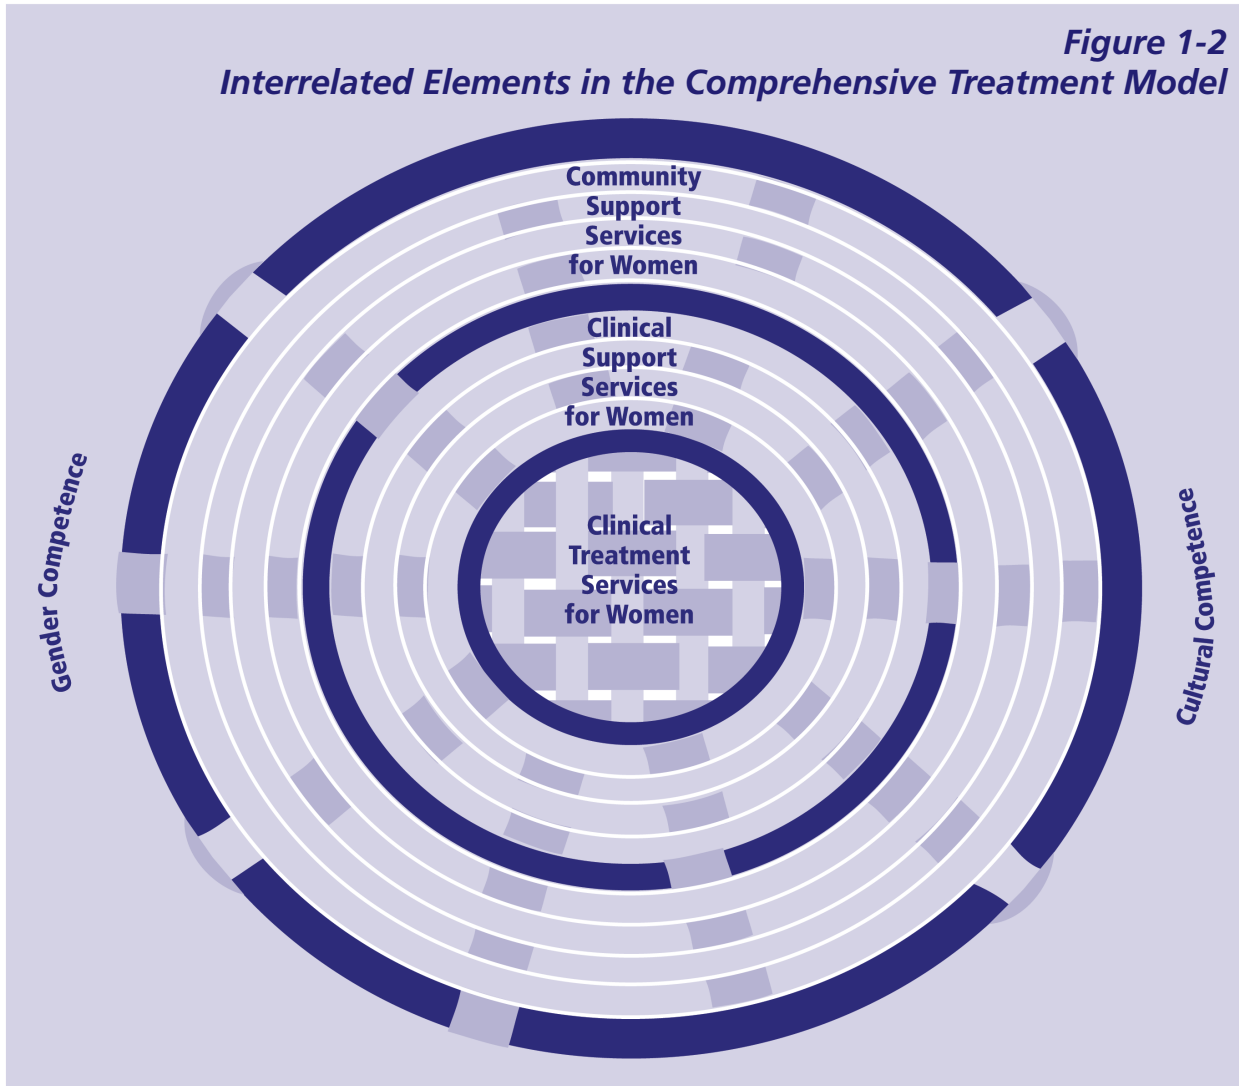 Figure 1-2
Interrelated Elements in the Comprehensive Treatment Model
Community
Support
Services
for Women
Clinical
Support
Services
for Women
Clinical
Treatment
Services
for Women
Gender Competence
Cultural Competence